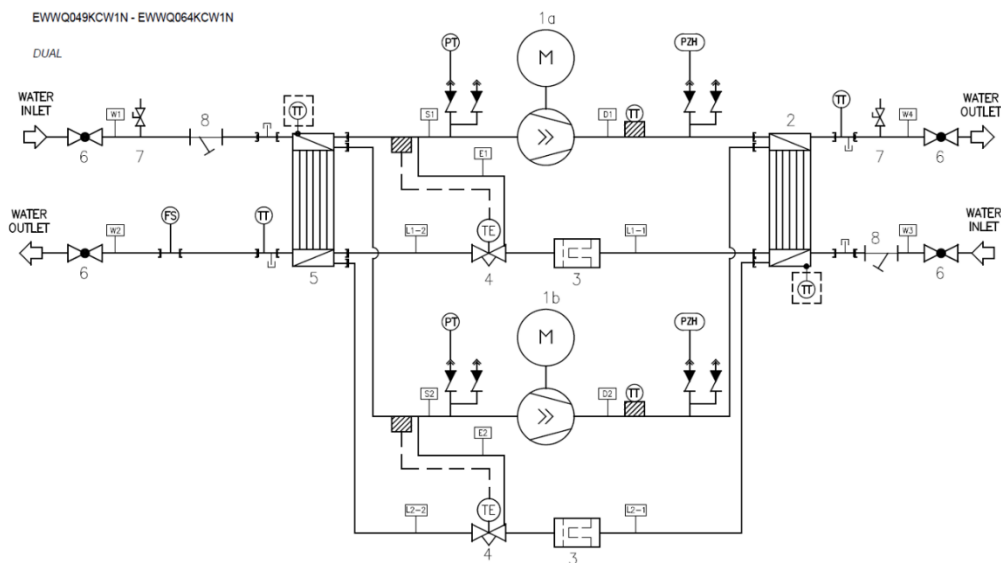 EWWQ049KCW1N - EWWQ064KCW1N
DUAL
1a
M
PT
PZH
WATER
INLET
W1
8
TT
S1
D1
TT
2
TT
W4
WATER
OUTLET
6
7
7
6
E1
WATER
OUTLET
W2
FS
TT
L1-2
TE
L1-1
8
W3
WATER
INLET
6
5
4
3
6
TT
1b
M
PT
PZH
S2
D2
TT
E2
L2-2
TE
L2-1
4
3